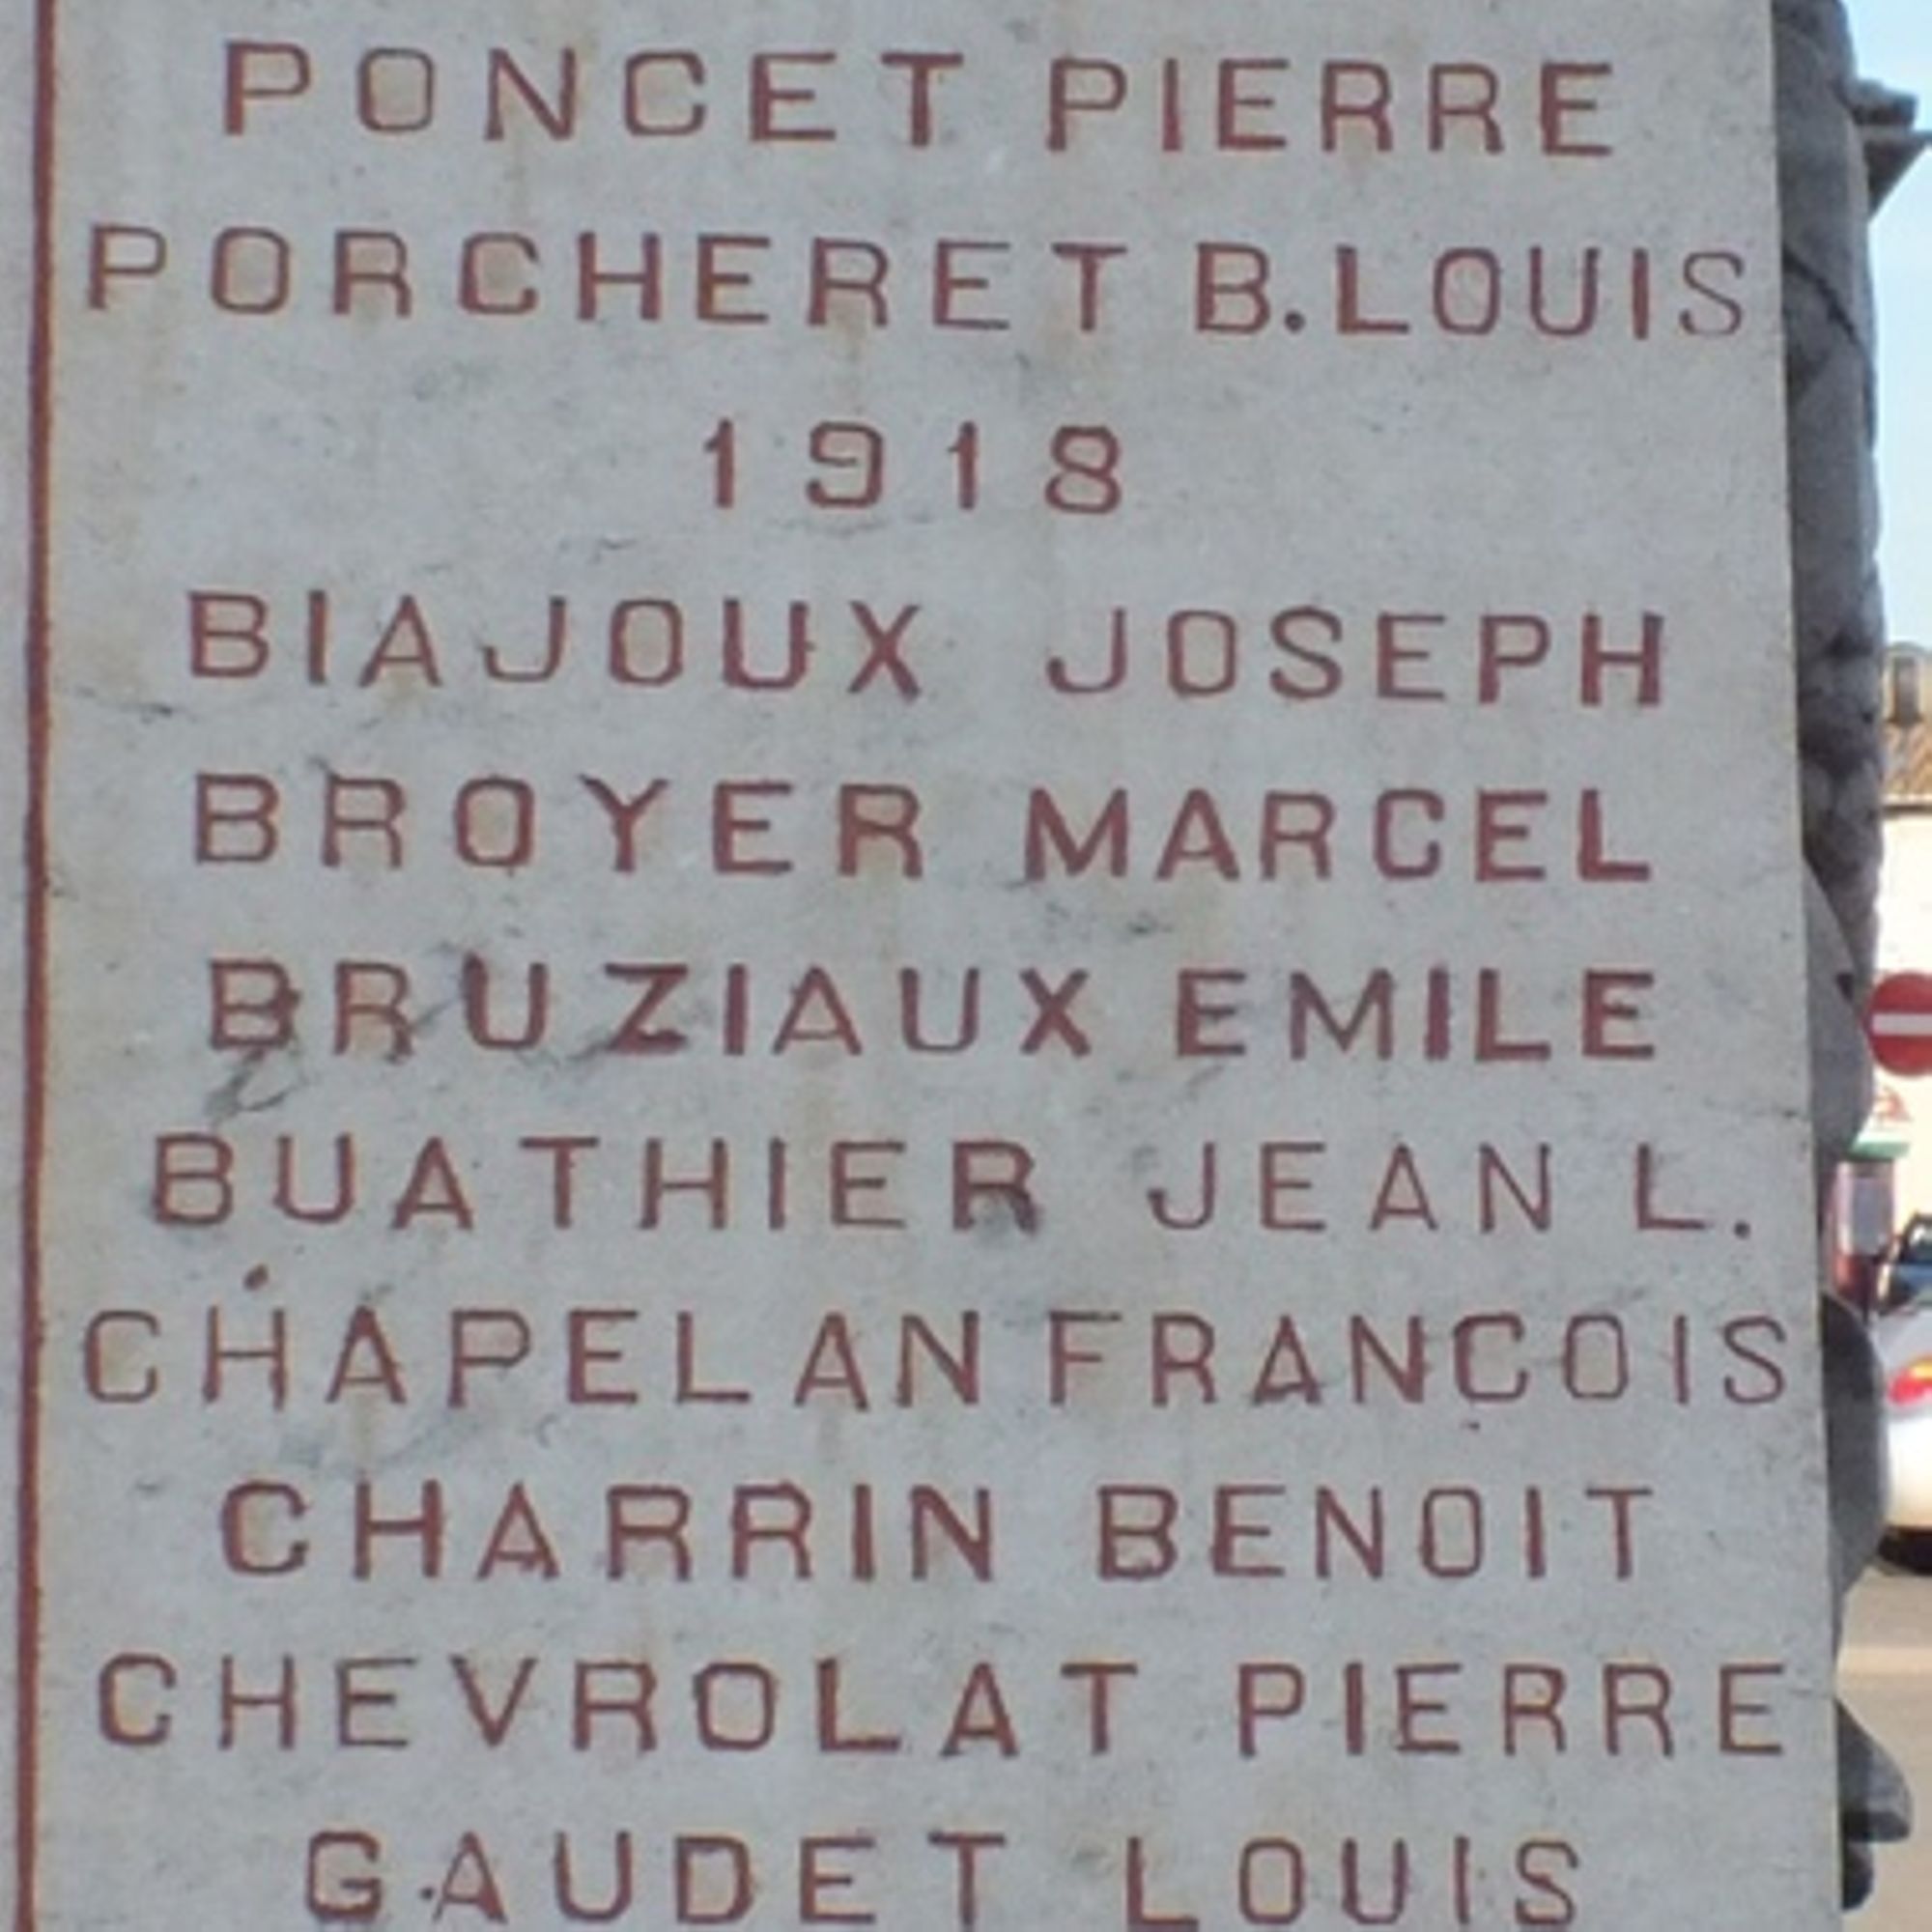 PONCET PIERRE
PORCHERET B.LOUIS
1918
BIAJOUX JOSEPH
BROYER MARCEL
BRUZIAUX EMILE
BUATHIER JEAN L.
CHAPELAN FRANÇOIS
CHARRIN BENOIT
CHEVROLAT PIERRE
GAUDET LOUIS